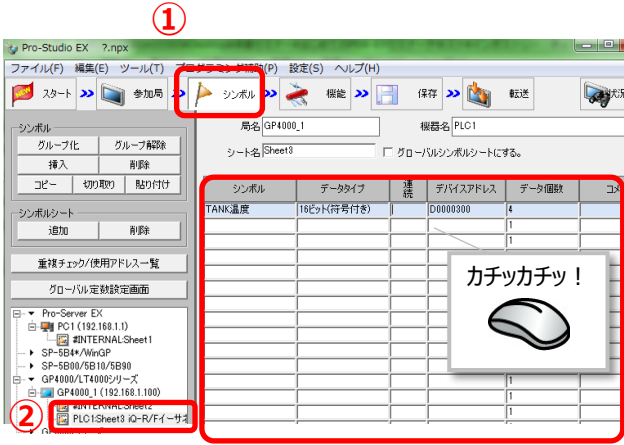 ①
Pro-Studio EX ?.npx
ファイル(F) 編集(E) ツール(T) プログラミング補助(P) 設定(S) ヘルプ(H)
スタート 参加局 シンボル 機能 保存 転送 状況
シンボル
グループ化 グループ解除
挿入 削除
コピー 切り取り 貼り付け
シンボルシート
追加 削除
重複チェック/使用アドレス一覧
グローバル定数設定画面
局名 GP4000_1 機器名 PLC1
シート名 Sheet3 グローバルシンボルシートにする。
シンボル データタイプ 連続 デバイスアドレス データ個数 コメ
TANK温度 16ビット(符号付き) D0000300 4
1
1
カチッカチッ！
1
1
1
Pro-Server EX
PC1 (192.168.1.1)
#INTERNAL:Sheet1
SP-5B4*/WinGP
SP-5B00/5B10/5B90
GP4000/LT4000シリーズ
GP4000_1 (192.168.1.100)
#INTERNAL:Sheet2
② PLC1:Sheet3 iQ-R/Fイーサネ